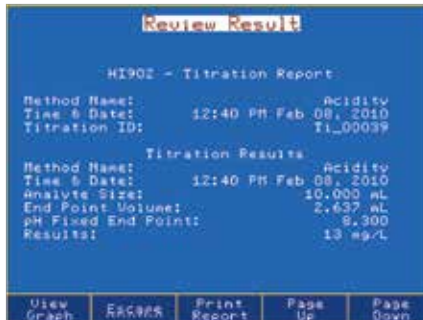 Review Result
HI902 - Titration Report
Method Name: Acidity
Time & Date: 12:40 PM Feb 08, 2010
Titration ID: Ti_00039
Titration Results
Method Name: Acidity
Time & Date: 12:40 PM Feb 08, 2010
Analyte Size: 10.000 mL
End Point Volume: 2.637 mL
pH Fixed End Point: 8.300
Results: 13 mg/L
View Graph Escape Print Report Page Up Page Down